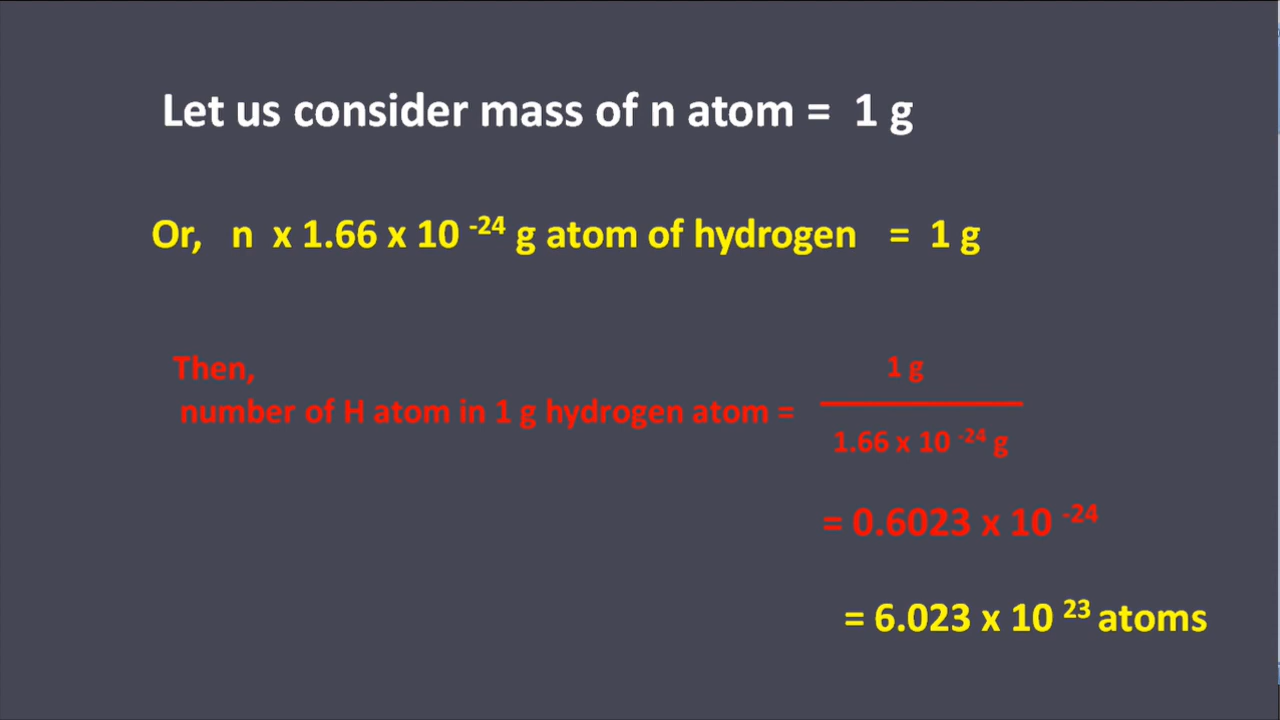 Let us consider mass of n atom = 1 g
Or, n x 1.66 x 10 -24 g atom of hydrogen = 1 g
Then,
number of H atom in 1 g hydrogen atom =
1 g
1.66 x 10 -24 g
= 0.6023 x 10 -24
= 6.023 x 10 23 atoms